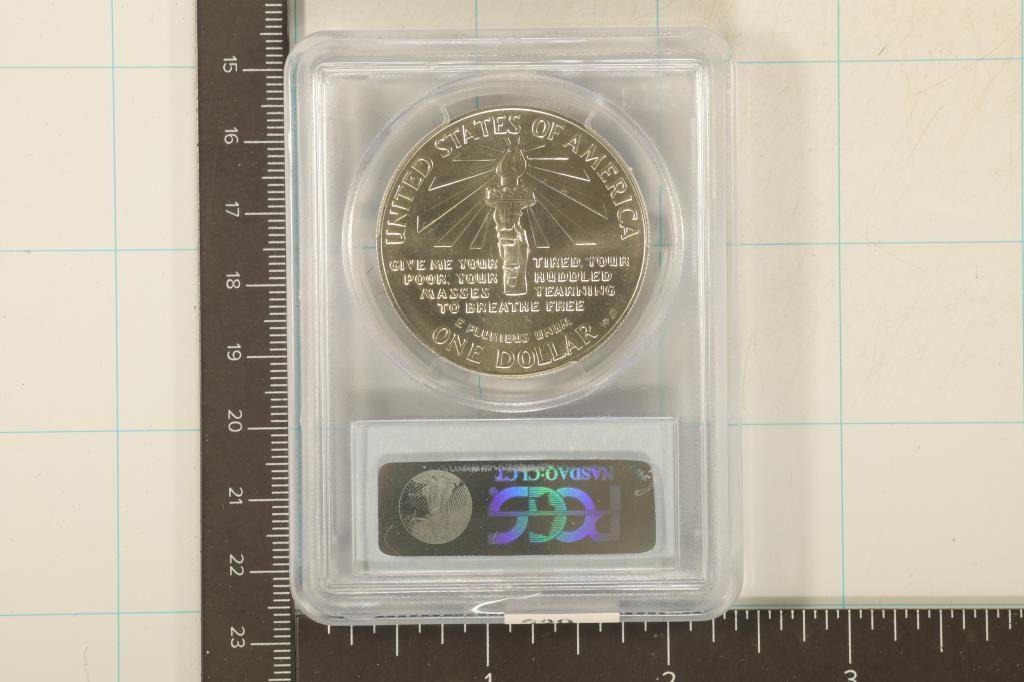 UNITED STATES OF AMERICA
GIVE ME YOUR TIRED, YOUR
POOR, YOUR HUDDLED
MASSES YEARNING
TO BREATHE FREE
E PLURIBUS UNUM
ONE DOLLAR
NASDAQ:CLCT
PCGS
15
16
17
18
19
20
21
22
23
1
2
3